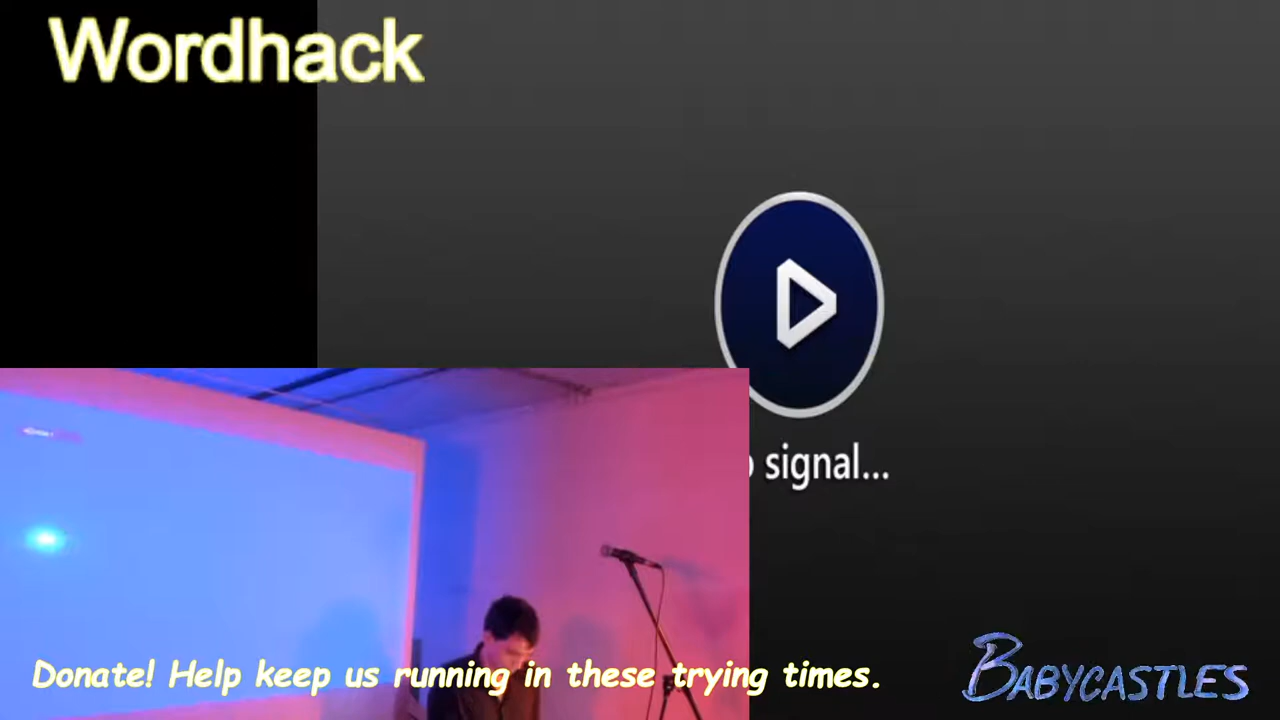 Wordhack
signal...
Donate! Help keep us running in these trying times.
BABYCASTLES